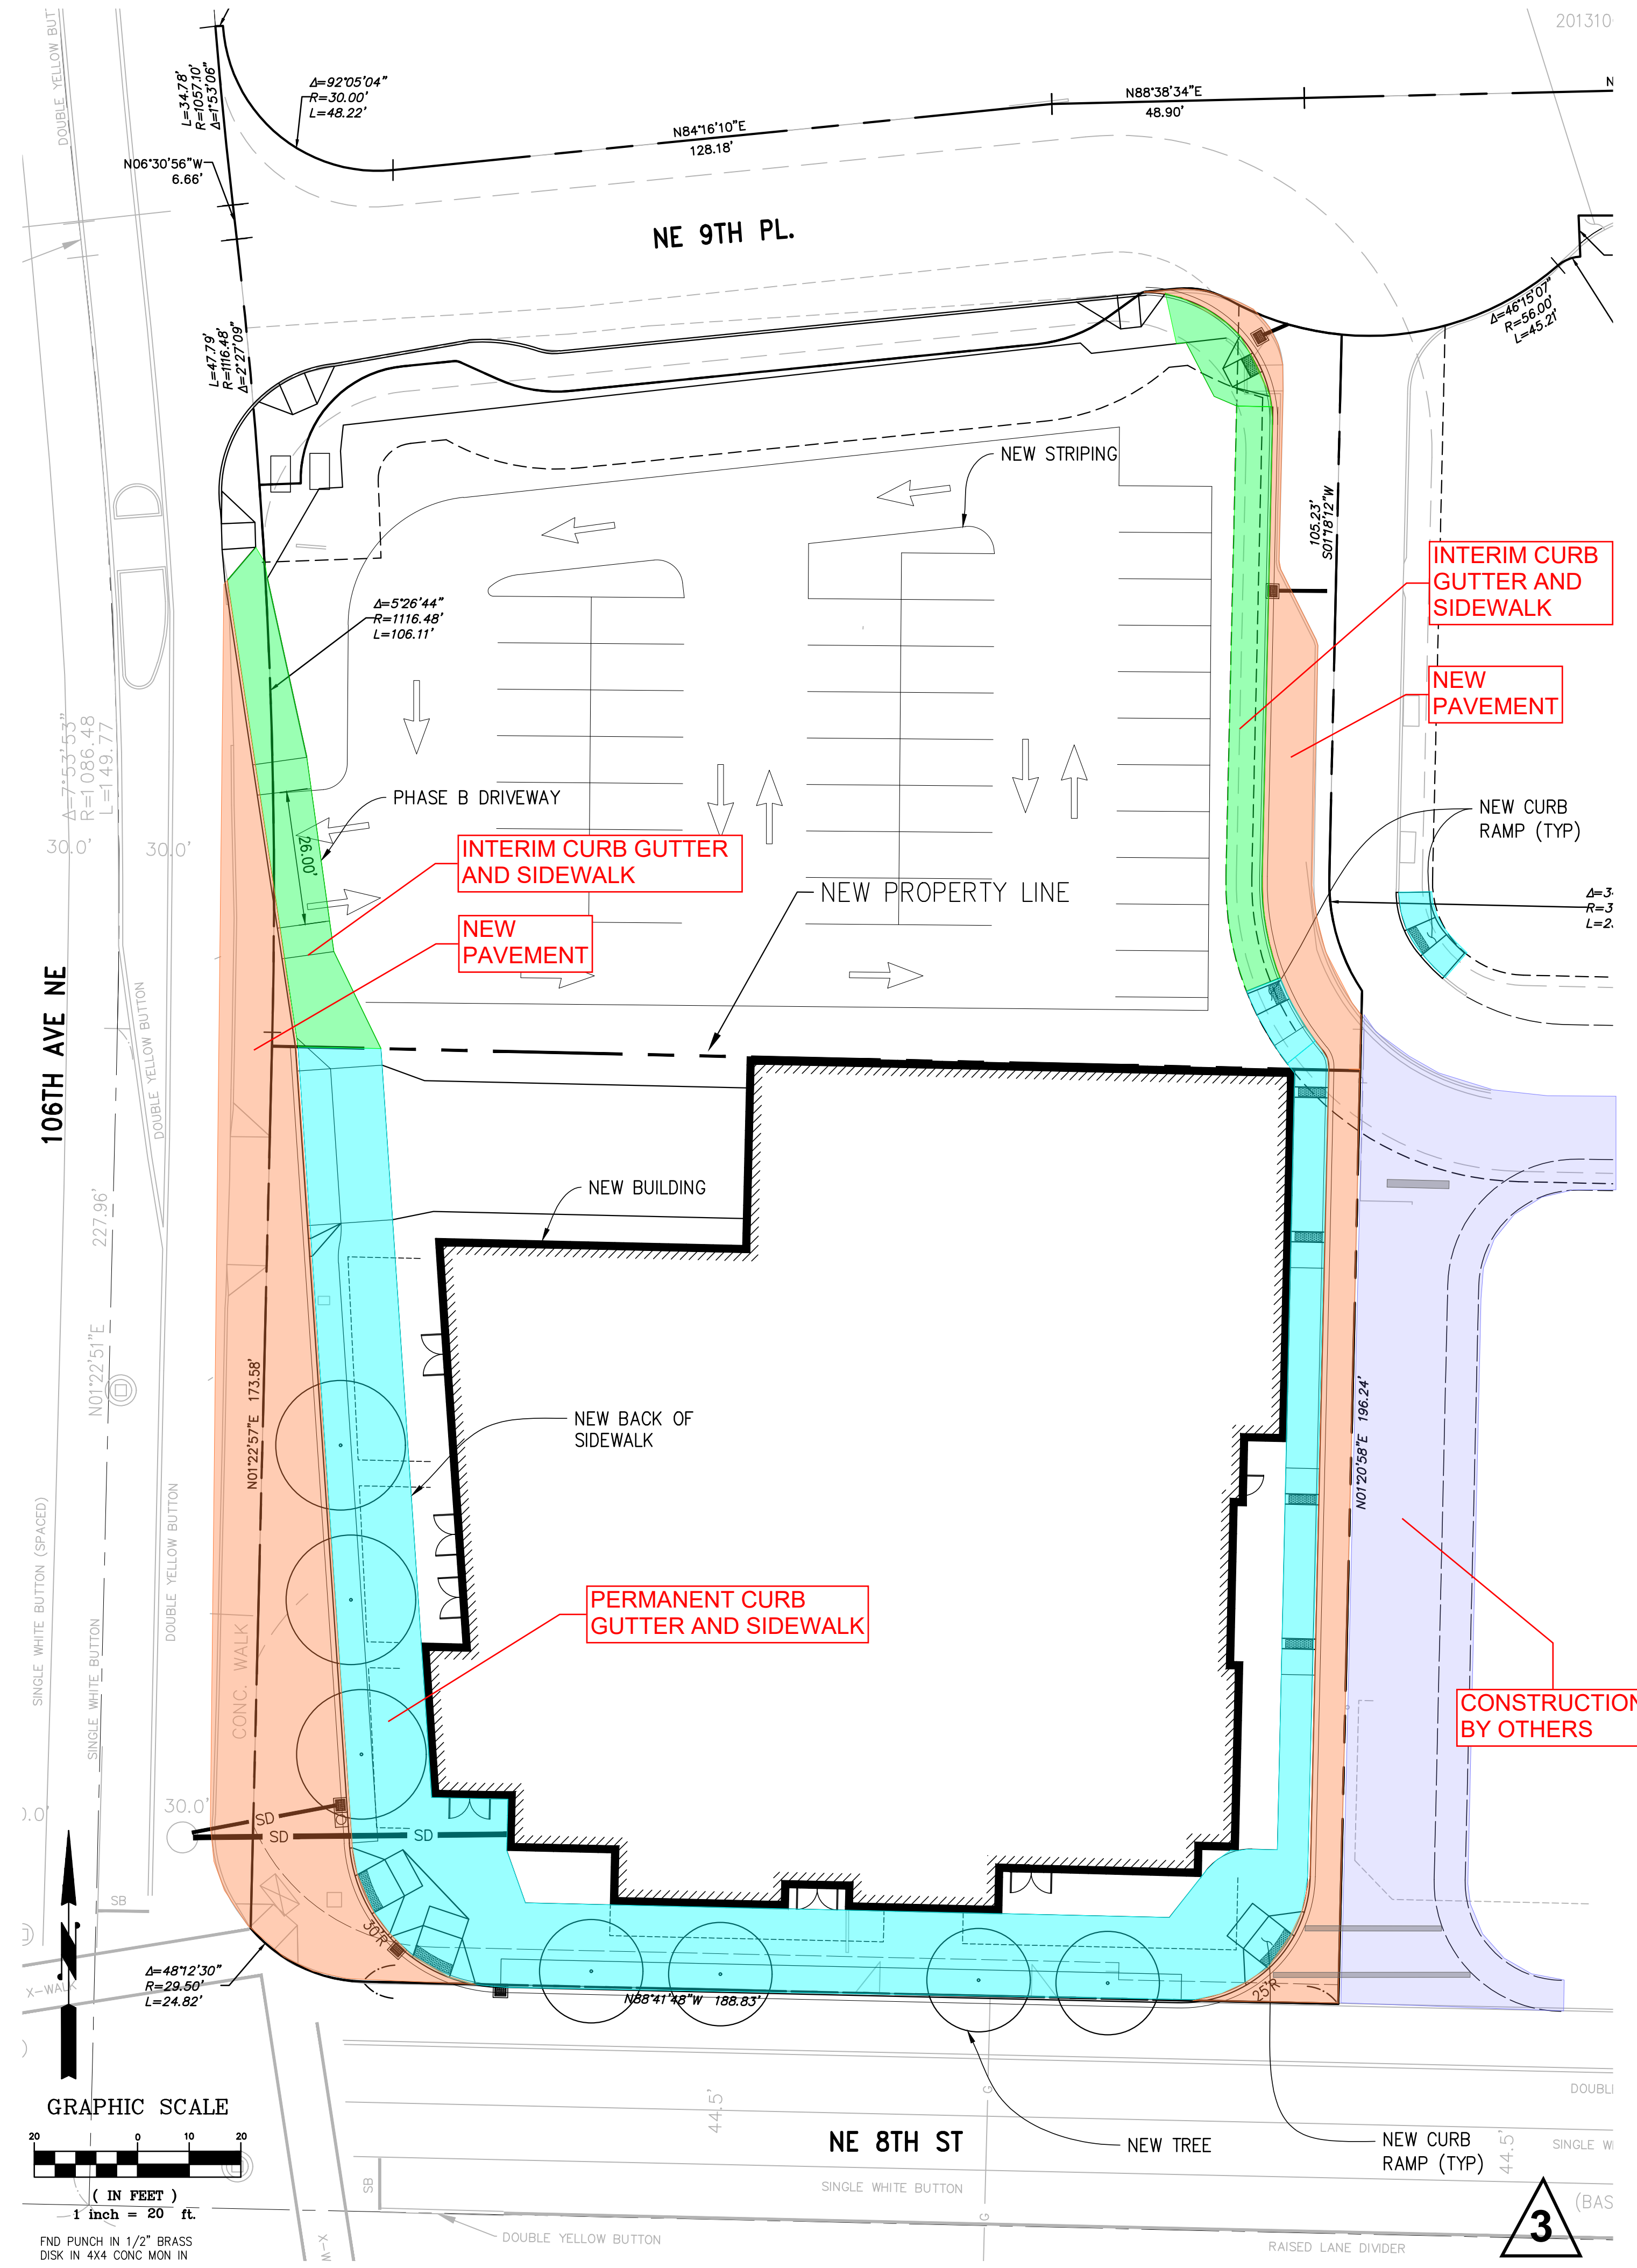 201310
DOUBLE YELLOW BUT
L=34.78'
R=1057.10'
Δ=1°53'06"
Δ=92°05'04"
R=30.00'
L=48.22'
N84°16'10"E
128.18'
N88°38'34"E
48.90'
N
N06°30'56"W
6.66'
NE 9TH PL.
L=47.79'
R=1116.48'
Δ=2°27'09"
Δ=46°15'07"
R=56.00'
L=45.21'
NEW STRIPING
105.23'
S01°18'12"W
INTERIM CURB
GUTTER AND
SIDEWALK
Δ=5°26'44"
R=1116.48'
L=106.11'
NEW
PAVEMENT
Δ=7°53'53"
R=1086.48
L=149.77
30.0'
30.0'
PHASE B DRIVEWAY
26.00'
NEW CURB
RAMP (TYP)
INTERIM CURB GUTTER
AND SIDEWALK
NEW PROPERTY LINE
Δ=3
R=3
L=2
NEW
PAVEMENT
106TH AVE NE
DOUBLE YELLOW BUTTON
NEW BUILDING
N01°22'51"E 227.96'
N01°22'57"E 173.58'
NEW BACK OF
SIDEWALK
N01°20'58"E 196.24'
SINGLE WHITE BUTTON (SPACED)
SINGLE WHITE BUTTON
DOUBLE YELLOW BUTTON
CONC. WALK
PERMANENT CURB
GUTTER AND SIDEWALK
CONSTRUCTION
BY OTHERS
0.0'
30.0'
SD
SD
SD
SB
30'R
N
X-WALK
Δ=48°12'30"
R=29.50'
L=24.82'
N88°41'48"W 188.83'
25'R
GRAPHIC SCALE
20 0 10 20
( IN FEET )
1 inch = 20 ft.
FND PUNCH IN 1/2" BRASS
DISK IN 4X4 CONC MON IN
44.5'
G
NE 8TH ST
NEW TREE
NEW CURB
RAMP (TYP)
44.5'
DOUBL
SINGLE W
SB
SINGLE WHITE BUTTON
G
X-W
DOUBLE YELLOW BUTTON
RAISED LANE DIVIDER
(BAS
3